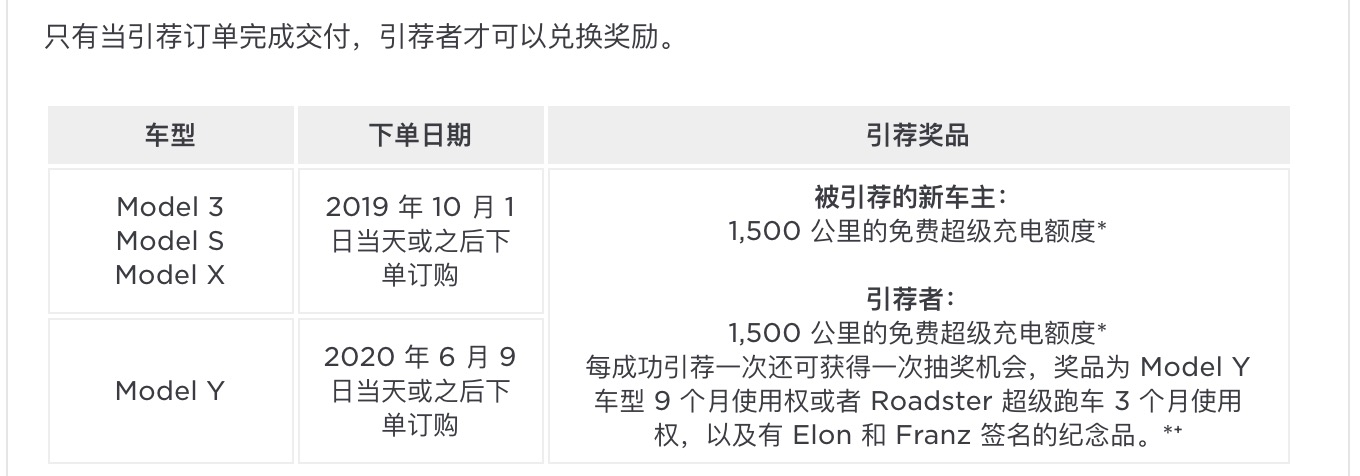 只有当引荐订单完成交付，引荐者才可以兑换奖励。
车型
下单日期
引荐奖品
Model 3
Model S
Model X
2019 年 10 月 1
日当天或之后下
单订购
被引荐的新车主：
1,500 公里的免费超级充电额度*
引荐者：
1,500 公里的免费超级充电额度*
每成功引荐一次还可获得一次抽奖机会，奖品为 Model Y
车型 9 个月使用权或者 Roadster 超级跑车 3 个月使用
权，以及有 Elon 和 Franz 签名的纪念品。*⁺
Model Y
2020 年 6 月 9
日当天或之后下
单订购